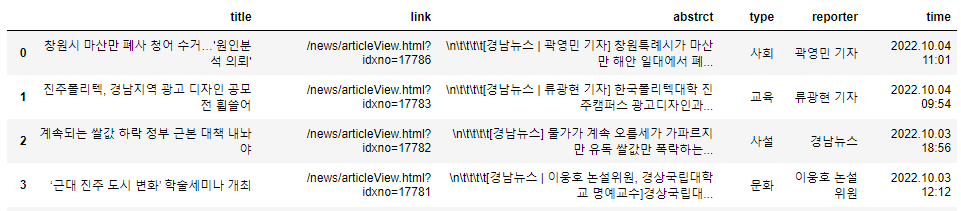 title link abstrct type reporter time
0 창원시 마산만 폐사 청어 수거…'원인분석 의뢰' /news/articleView.html?idxno=17786 \n\t\t\t\t[경남뉴스 | 곽영민 기자] 창원특례시가 마산만 해안 일대에서 폐... 사회 곽영민 기자 2022.10.04 11:01
1 진주폴리텍, 경남지역 광고 디자인 공모전 휩쓸어 /news/articleView.html?idxno=17783 \n\t\t\t\t[경남뉴스 | 류광현 기자] 한국폴리텍대학 진주캠퍼스 광고디자인과... 교육 류광현 기자 2022.10.04 09:54
2 계속되는 쌀값 하락 정부 근본 대책 내놔야 /news/articleView.html?idxno=17782 \n\t\t\t\t[경남뉴스] 물가가 계속 오름세가 가파르지만 유독 쌀값만 폭락하는... 사설 경남뉴스 2022.10.03 18:56
3 ‘근대 진주 도시 변화’ 학술세미나 개최 /news/articleView.html?idxno=17781 \n\t\t\t\t[경남뉴스 | 이웅호 논설위원, 경상국립대학교 명예교수]경상국립대... 문화 이웅호 논설위원 2022.10.03 12:12